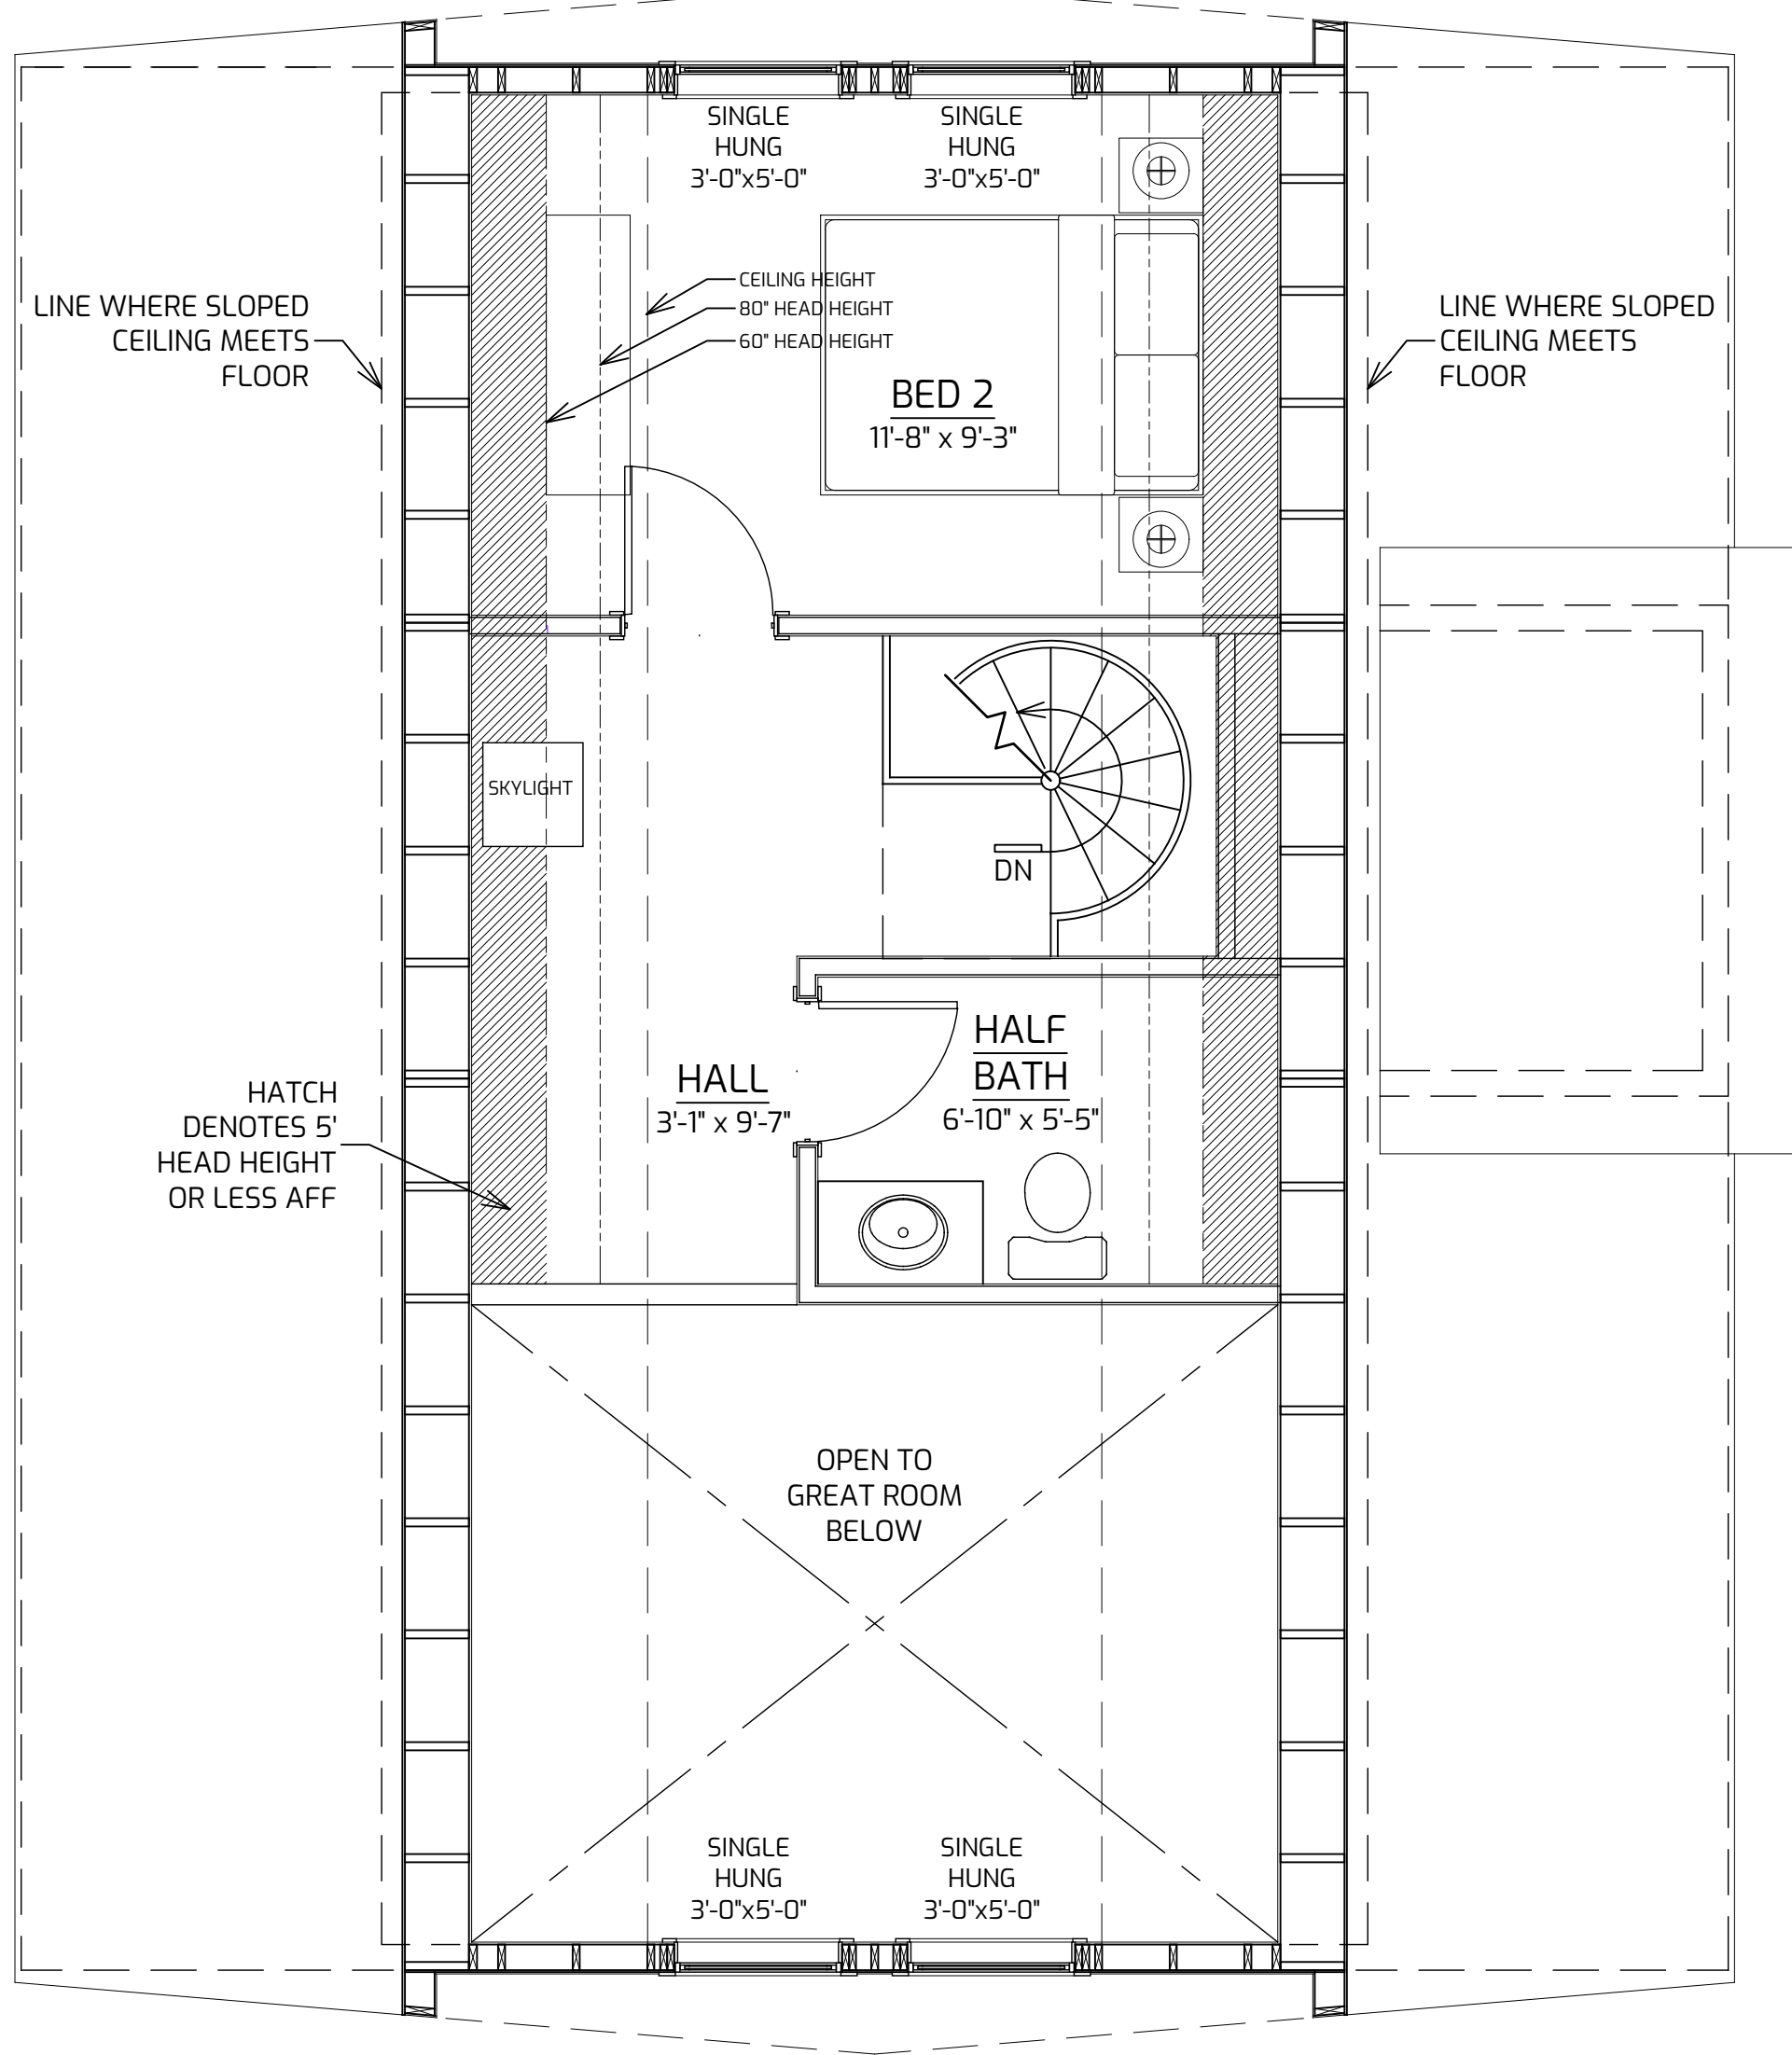 SINGLE
HUNG
3'-0"x5'-0"
SINGLE
HUNG
3'-0"x5'-0"
CEILING HEIGHT
80" HEAD HEIGHT
60" HEAD HEIGHT
LINE WHERE SLOPED
CEILING MEETS
FLOOR
LINE WHERE SLOPED
CEILING MEETS
FLOOR
BED 2
11'-8" x 9'-3"
SKYLIGHT
DN
HALF
BATH
6'-10" x 5'-5"
HALL
3'-1" x 9'-7"
HATCH
DENOTES 5'
HEAD HEIGHT
OR LESS AFF
OPEN TO
GREAT ROOM
BELOW
SINGLE
HUNG
3'-0"x5'-0"
SINGLE
HUNG
3'-0"x5'-0"